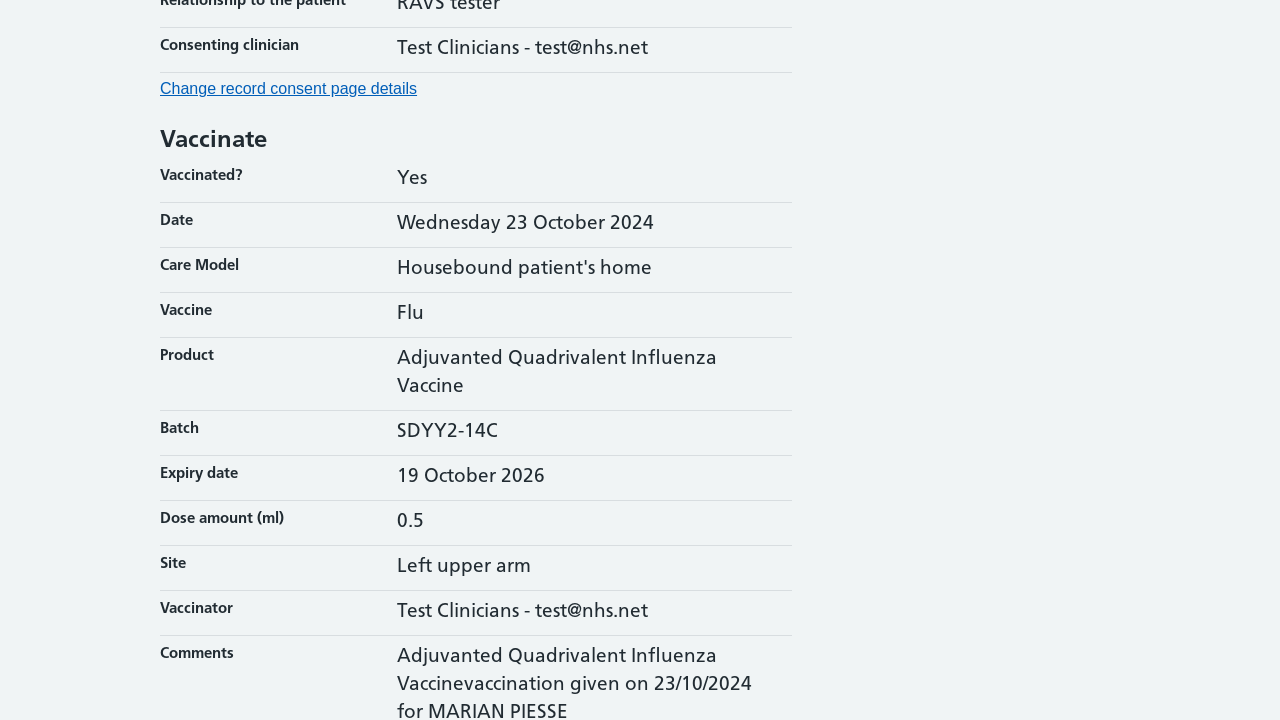 Relationship to the patient RAVS tester
Consenting clinician Test Clinicians - test@nhs.net
Change record consent page details
Vaccinate
Vaccinated? Yes
Date Wednesday 23 October 2024
Care Model Housebound patient's home
Vaccine Flu
Product Adjuvanted Quadrivalent Influenza
Vaccine
Batch SDYY2-14C
Expiry date 19 October 2026
Dose amount (ml) 0.5
Site Left upper arm
Vaccinator Test Clinicians - test@nhs.net
Comments Adjuvanted Quadrivalent Influenza
Vaccinevaccination given on 23/10/2024
for MARIAN PIESSE